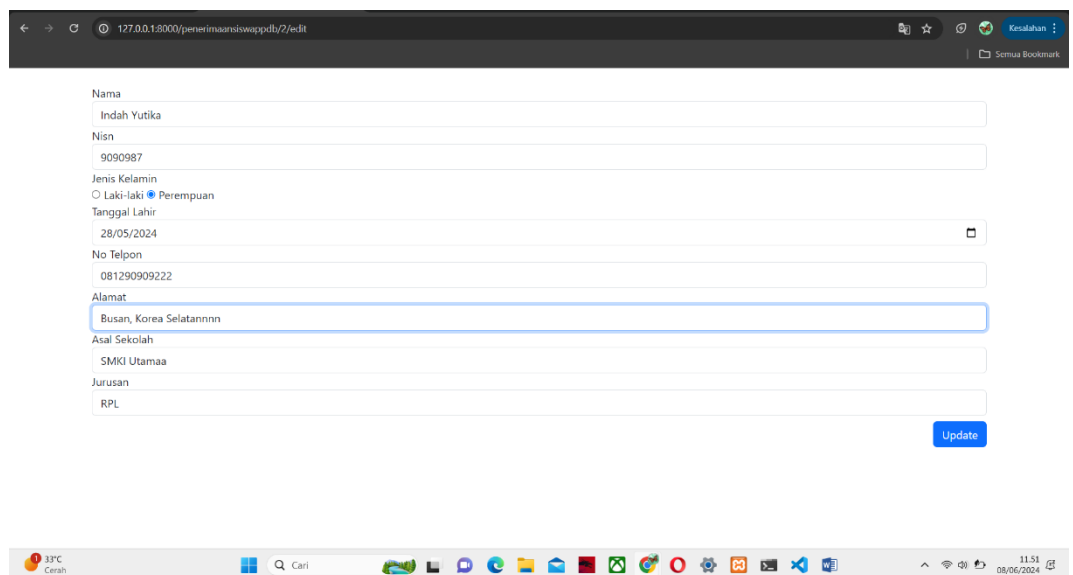 127.0.0.1:8000/penerimaansiswappdb/2/edit
Kesalahan
Semua Bookmark
Nama
Indah Yutika
Nisn
9090987
Jenis Kelamin
Laki-laki Perempuan
Tanggal Lahir
28/05/2024
No Telpon
081290909222
Alamat
Busan, Korea Selatannnn
Asal Sekolah
SMKI Utamaa
Jurusan
RPL
Update
1
33°C
Cerah
Cari
11.51
08/06/2024